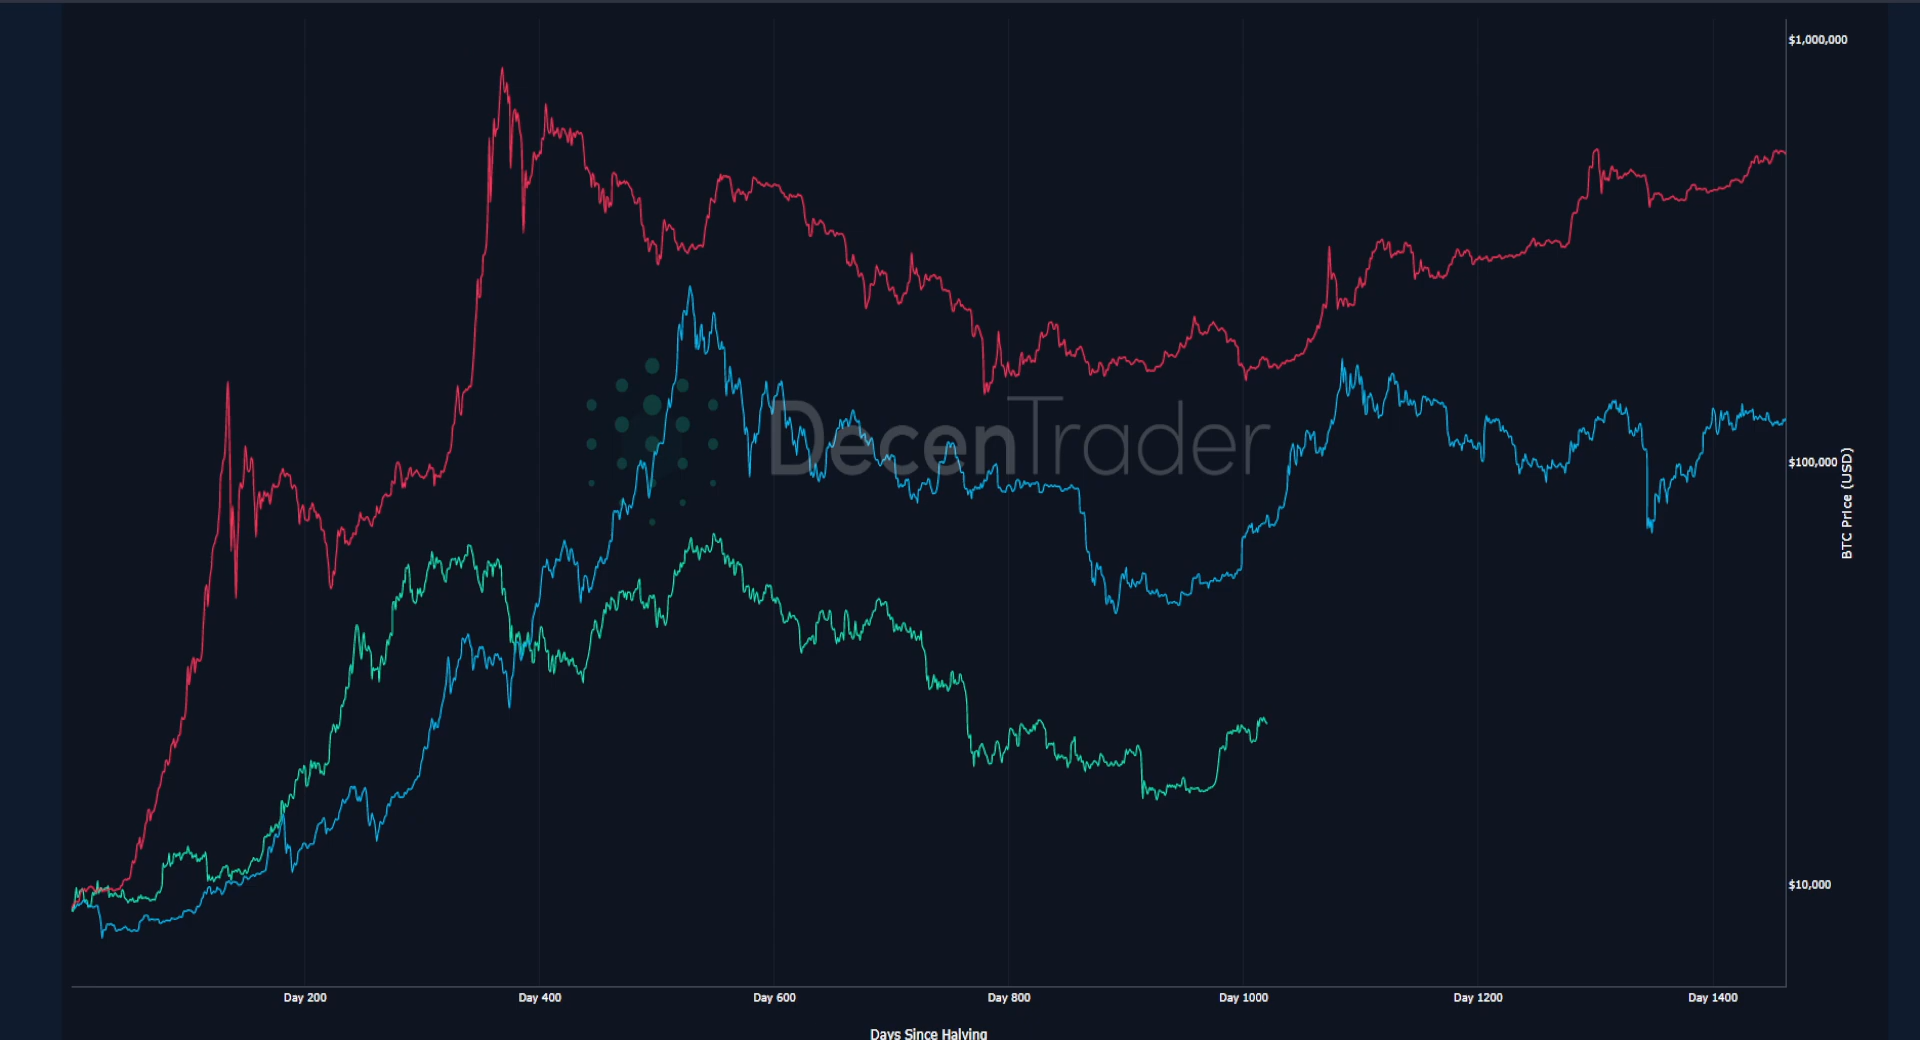 $1,000,000
DecenTrader
$100,000
BTC Price (USD)
$10,000
Day 200 Day 400 Day 600 Day 800 Day 1000 Day 1200 Day 1400
Days Since Halving